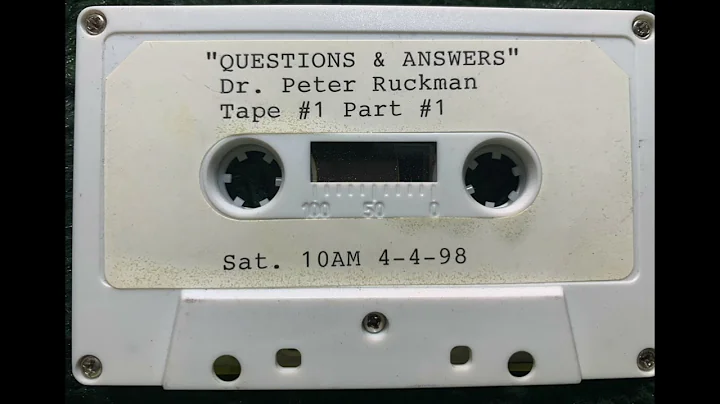 "QUESTIONS & ANSWERS"
Dr. Peter Ruckman
Tape #1 Part #1
100 50 0
Sat. 10AM 4-4-98